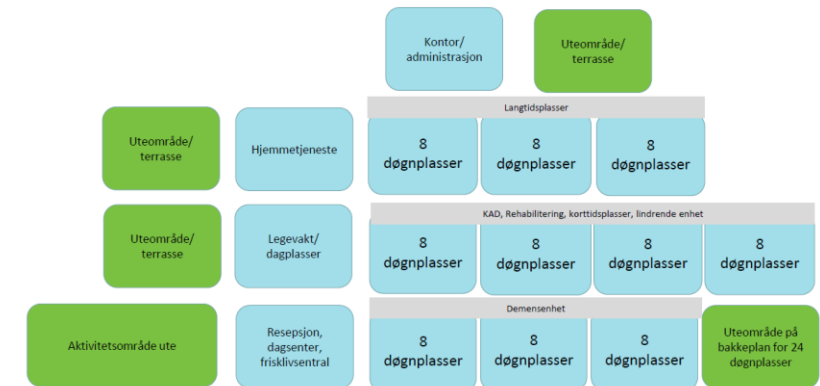 Kontor/
administrasjon
Uteområde/
terrasse
Langtidsplasser
Uteområde/
terrasse
Hjemmetjeneste
8
døgnplasser
8
døgnplasser
8
døgnplasser
KAD, Rehabilitering, korttidsplasser, lindrende enhet
Uteområde/
terrasse
Legevakt/
dagplasser
8
døgnplasser
8
døgnplasser
8
døgnplasser
8
døgnplasser
Demensenhet
Aktivitetsområde ute
Resepsjon,
dagsenter,
frisklivsentral
8
døgnplasser
8
døgnplasser
8
døgnplasser
Uteområde på
bakkeplan for 24
døgnplasser